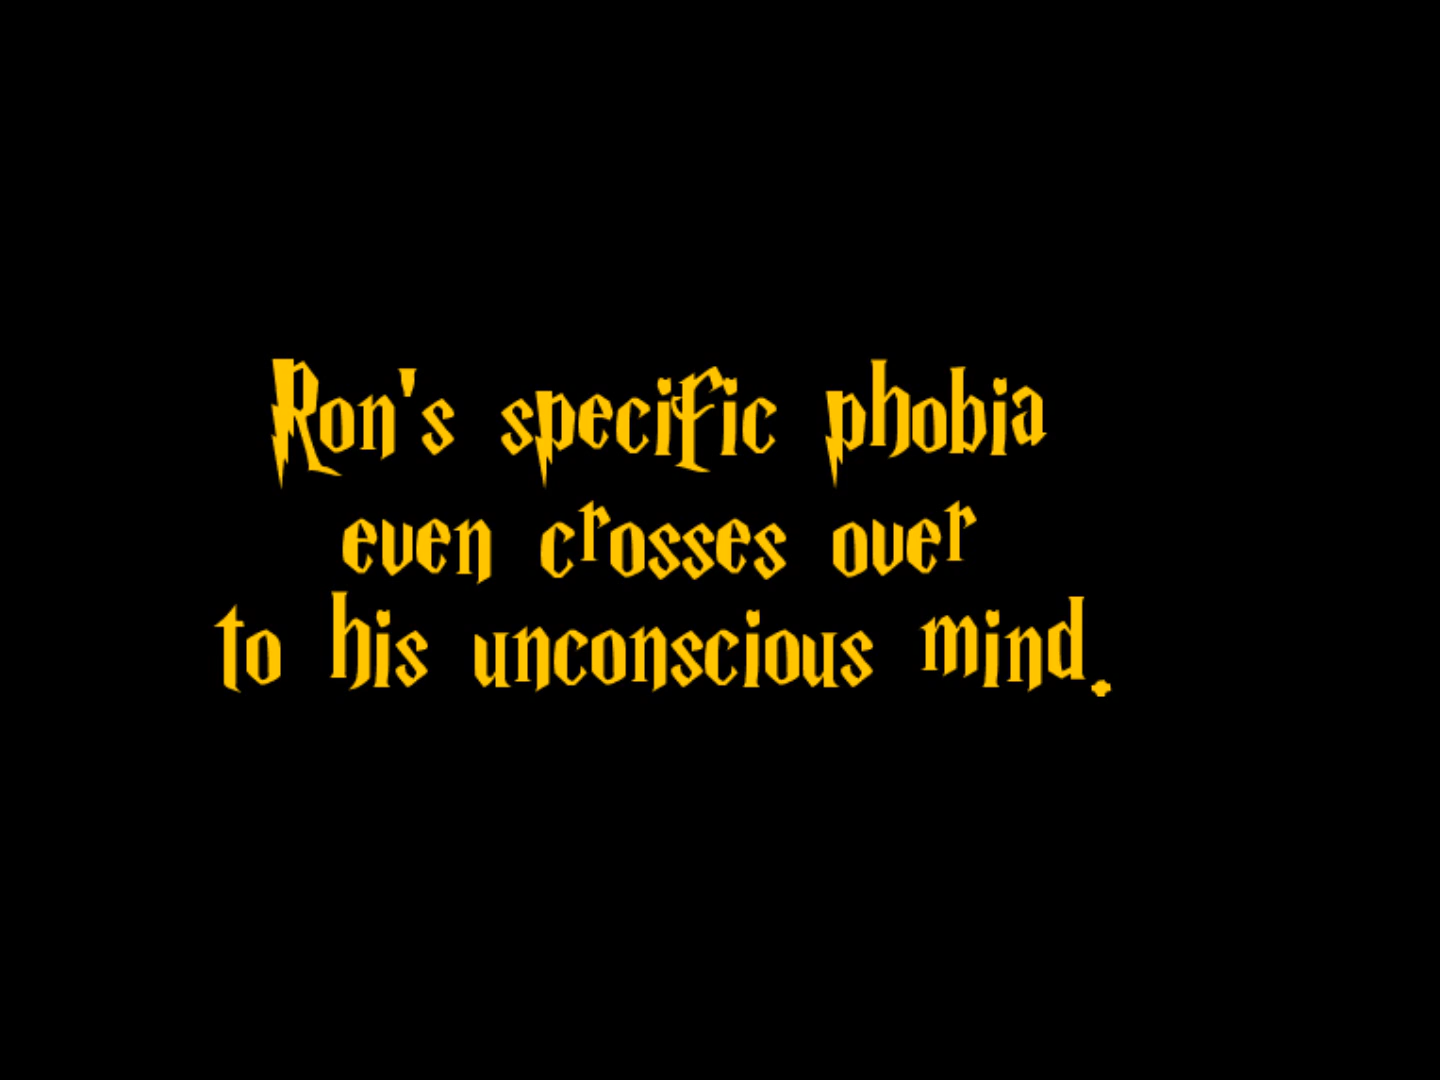 Ron's specific phobia
even crosses over
to his unconscious mind.